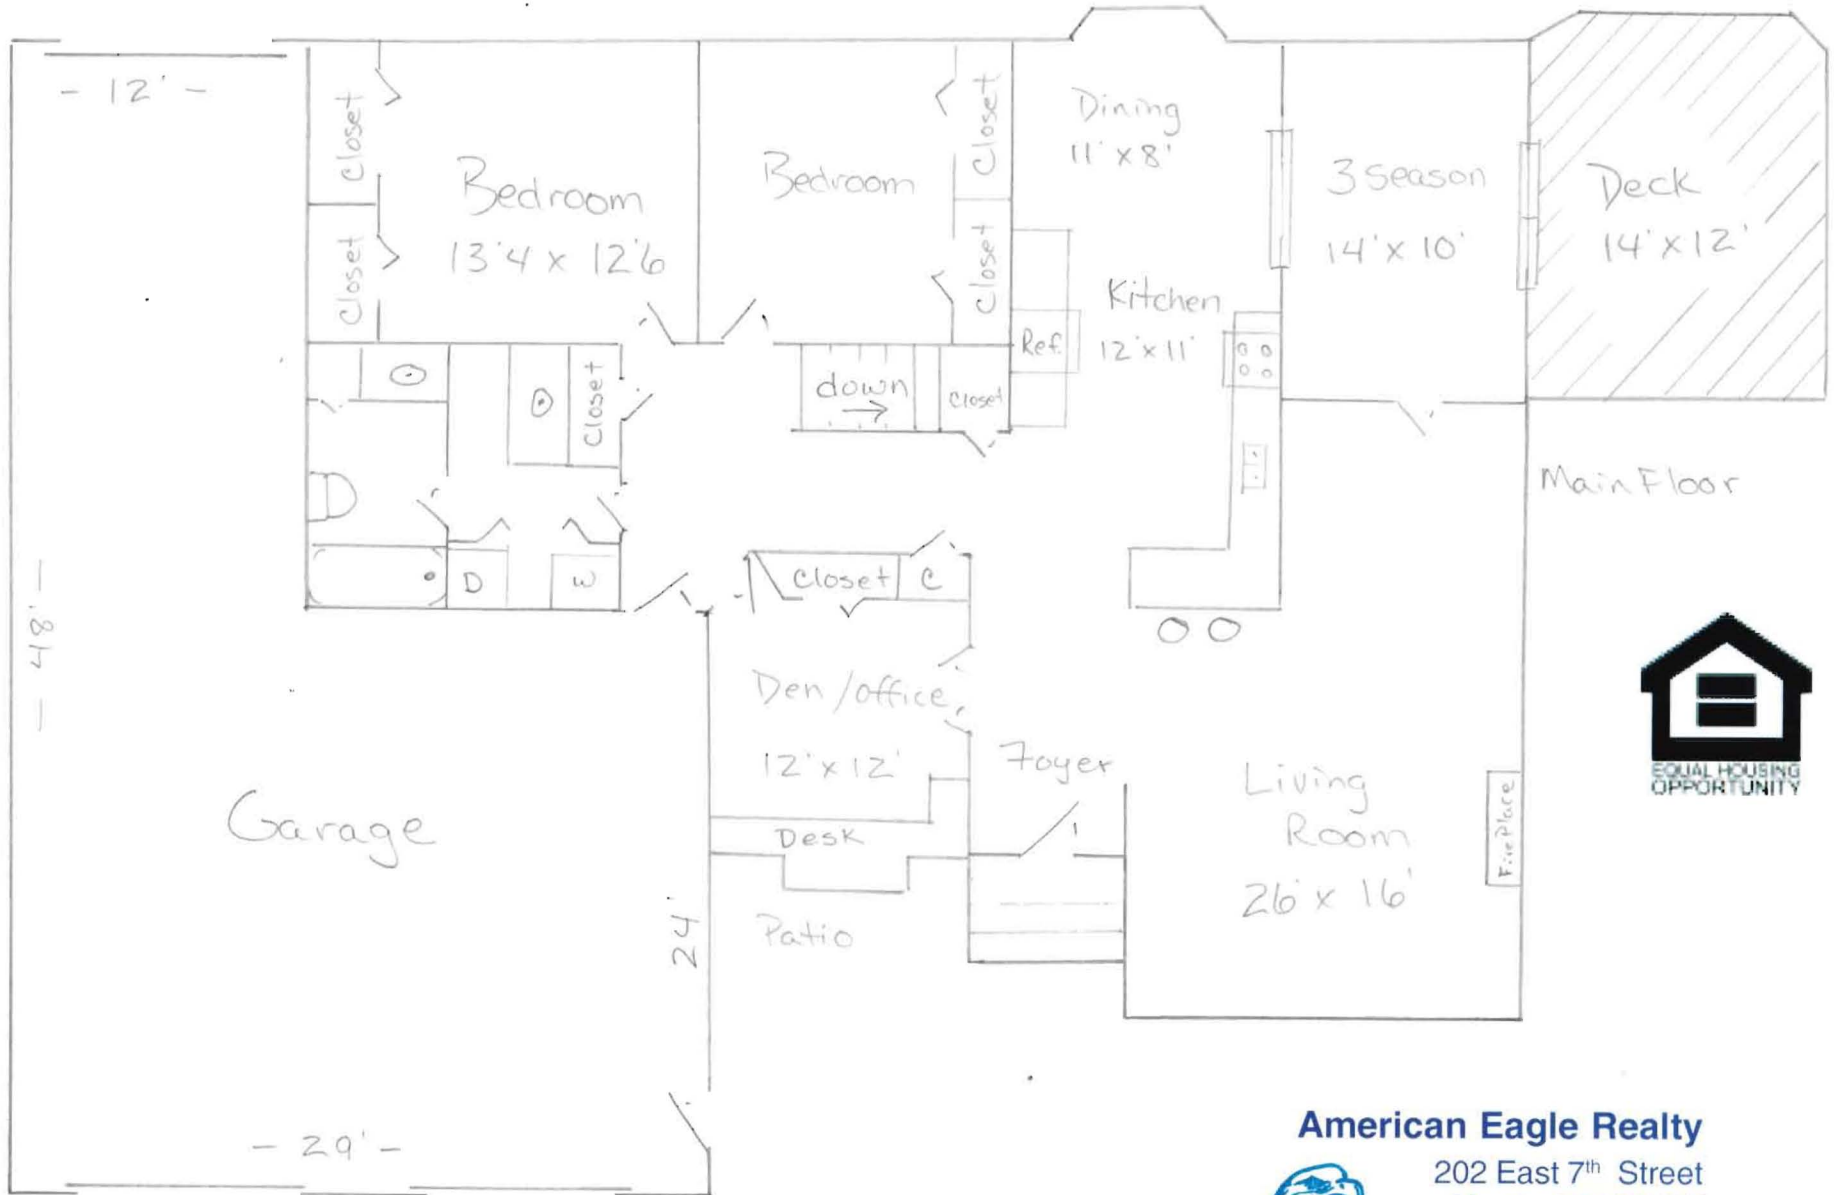 - 12' -
Closet
Closet
Bedroom
13'4 x 12'6
Bedroom
Closet
Closet
Dining
11' x 8'
3 Season
14' x 10'
Deck
14' x 12'
Kitchen
12' x 11'
Ref.
Closet
down
Closet
Main Floor
D
W
Closet
C
- 48' -
Den / office
12' x 12'
Foyer
Living
Room
26' x 16'
Fire Place
Desk
Garage
24'
Patio
- 29' -
EQUAL HOUSING
OPPORTUNITY
American Eagle Realty
202 East 7th Street